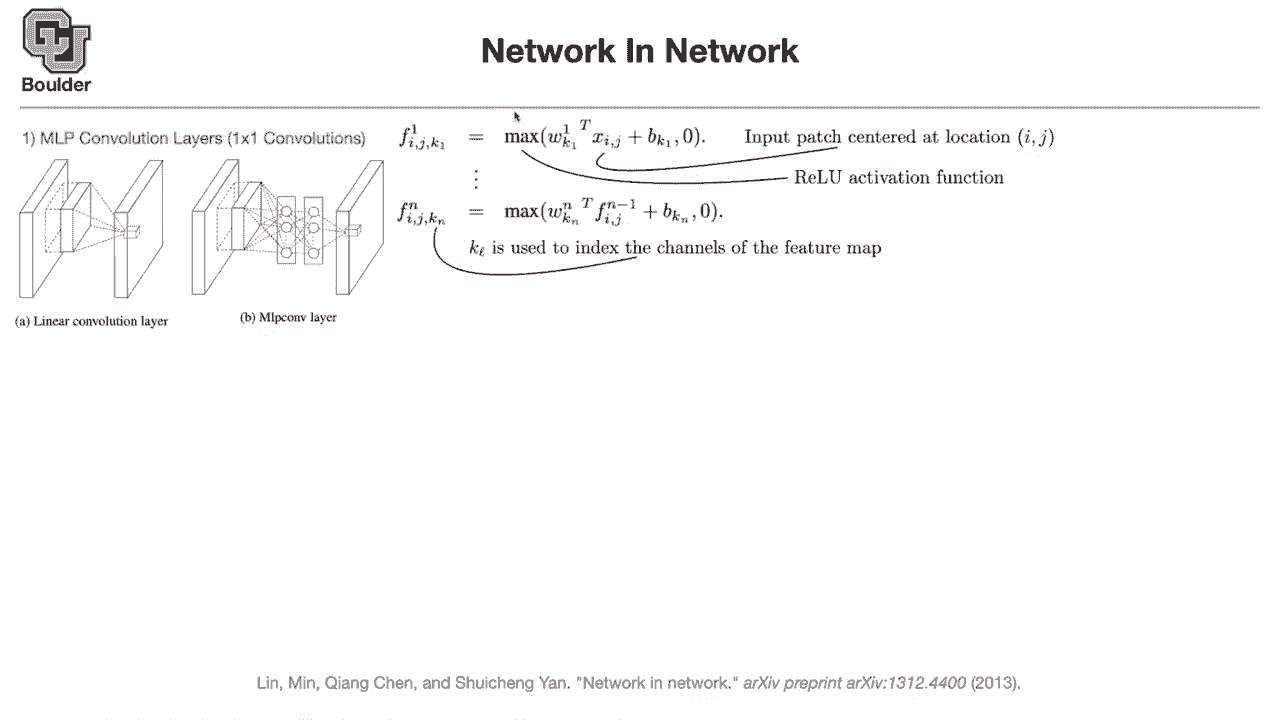 Boulder
Network In Network
1) MLP Convolution Layers (1x1 Convolutions)
f^1_{i,j,k_1} = max(w^1_{k_1}^T x_{i,j} + b_{k_1}, 0).
Input patch centered at location (i, j)
ReLU activation function
⋮
f^n_{i,j,k_n} = max(w^n_{k_n}^T f^{n-1}_{i,j} + b_{k_n}, 0).
k_ℓ is used to index the channels of the feature map
(a) Linear convolution layer
(b) Mlpconv layer
Lin, Min, Qiang Chen, and Shuicheng Yan. "Network in network." arXiv preprint arXiv:1312.4400 (2013).